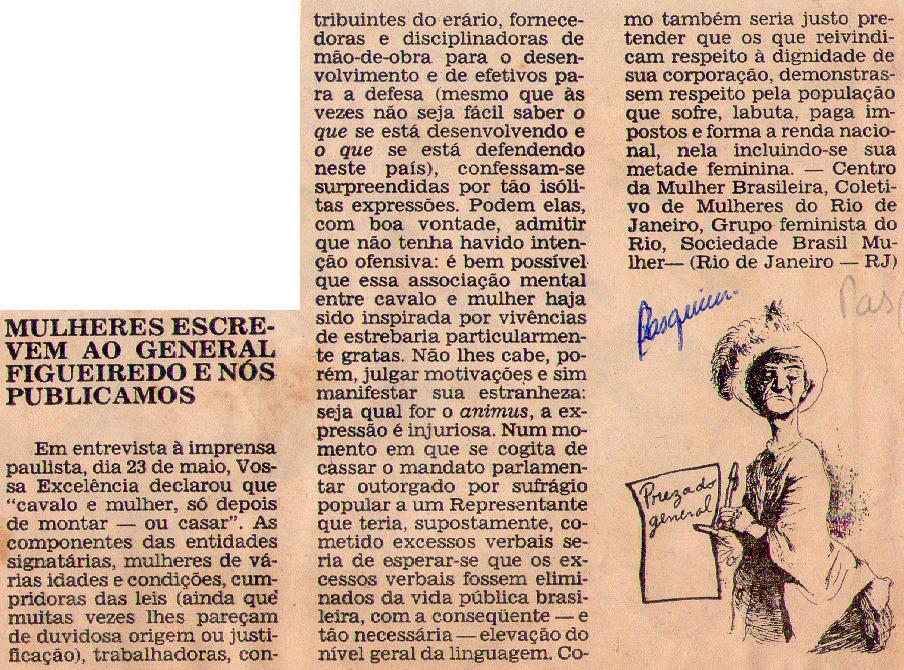 MULHERES ESCRE-
VEM AO GENERAL
FIGUEIREDO E NÓS
PUBLICAMOS
Em entrevista à imprensa
paulista, dia 23 de maio, Vos-
sa Excelência declarou que
“cavalo e mulher, só depois
de montar — ou casar”. As
componentes das entidades
signatárias, mulheres de vá-
rias idades e condições, cum-
pridoras das leis (ainda que
muitas vezes lhes pareçam
de duvidosa origem ou justi-
ficação), trabalhadoras, con-
tribuintes do erário, fornece-
doras e disciplinadoras de
mão-de-obra para o desen-
volvimento e de efetivos pa-
ra a defesa (mesmo que às
vezes não seja fácil saber o
que se está desenvolvendo e
o que se está defendendo
neste país), confessam-se
surpreendidas por tão isóli-
tas expressões. Podem elas,
com boa vontade, admitir
que não tenha havido inten-
ção ofensiva: é bem possível
que essa associação mental
entre cavalo e mulher haja
sido inspirada por vivências
de estrebaria particularmen-
te gratas. Não lhes cabe, po-
rém, julgar motivações e sim
manifestar sua estranheza:
seja qual for o animus, a ex-
pressão é injuriosa. Num mo-
mento em que se cogita de
cassar o mandato parlamen-
tar outorgado por sufrágio
popular a um Representante
que teria, supostamente, co-
metido excessos verbais se-
ria de esperar-se que os ex-
cessos verbais fossem elimi-
nados da vida pública brasi-
leira, com a conseqüente — e
tão necessária — elevação do
nível geral da linguagem. Co-
mo também seria justo pre-
tender que os que reivindi-
cam respeito à dignidade de
sua corporação, demonstras-
sem respeito pela população
que sofre, labuta, paga im-
postos e forma a renda nacio-
nal, nela incluindo-se sua
metade feminina. — Centro
da Mulher Brasileira, Coleti-
vo de Mulheres do Rio de
Janeiro, Grupo feminista do
Rio, Sociedade Brasil Mu-
lher— (Rio de Janeiro — RJ)
Pasquim
Pasq
Prezado
general